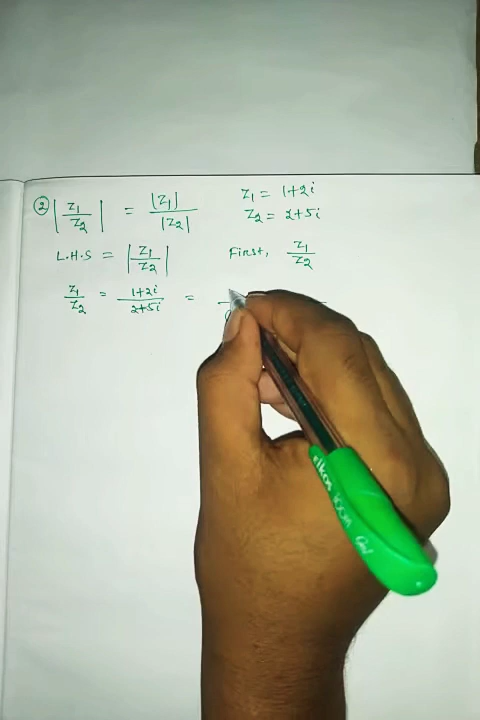 ② |z₁/z₂| = |z₁|/|z₂| z₁ = 1+2i
z₂ = 2+5i
L.H.S = |z₁/z₂| First, z₁/z₂
z₁/z₂ = 1+2i/2+5i =
elkos